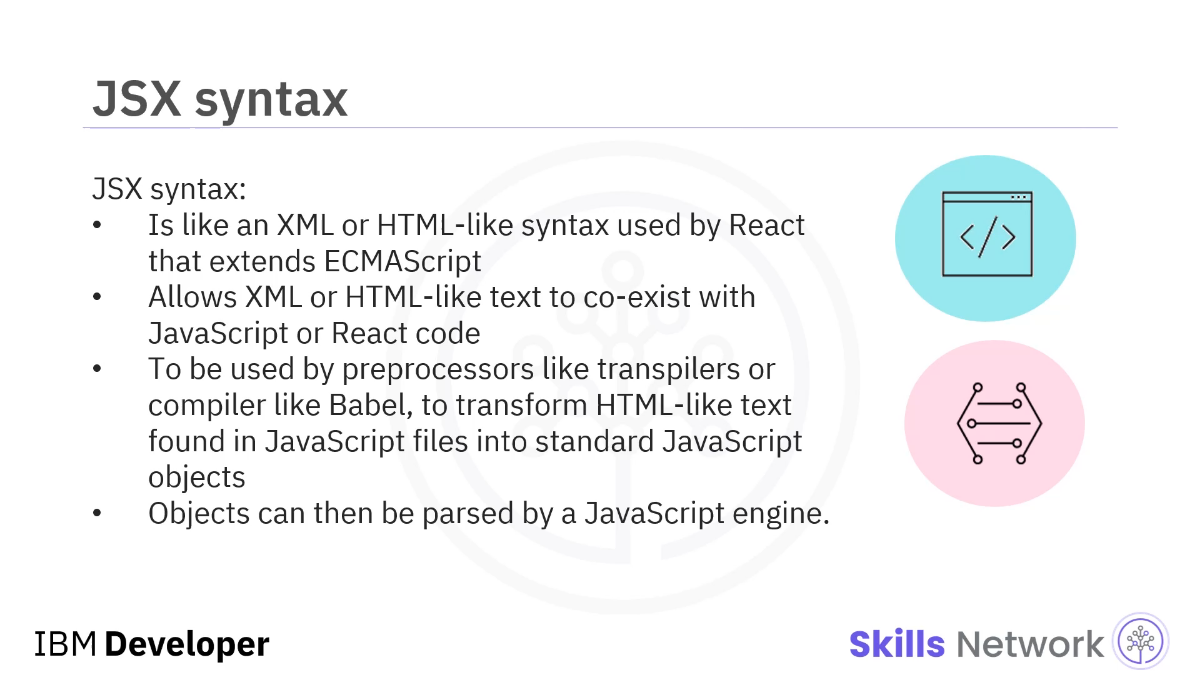 JSX syntax
JSX syntax:
• Is like an XML or HTML-like syntax used by React
that extends ECMAScript
• Allows XML or HTML-like text to co-exist with
JavaScript or React code
• To be used by preprocessors like transpilers or
compiler like Babel, to transform HTML-like text
found in JavaScript files into standard JavaScript
objects
• Objects can then be parsed by a JavaScript engine.
</>
IBM Developer
Skills Network